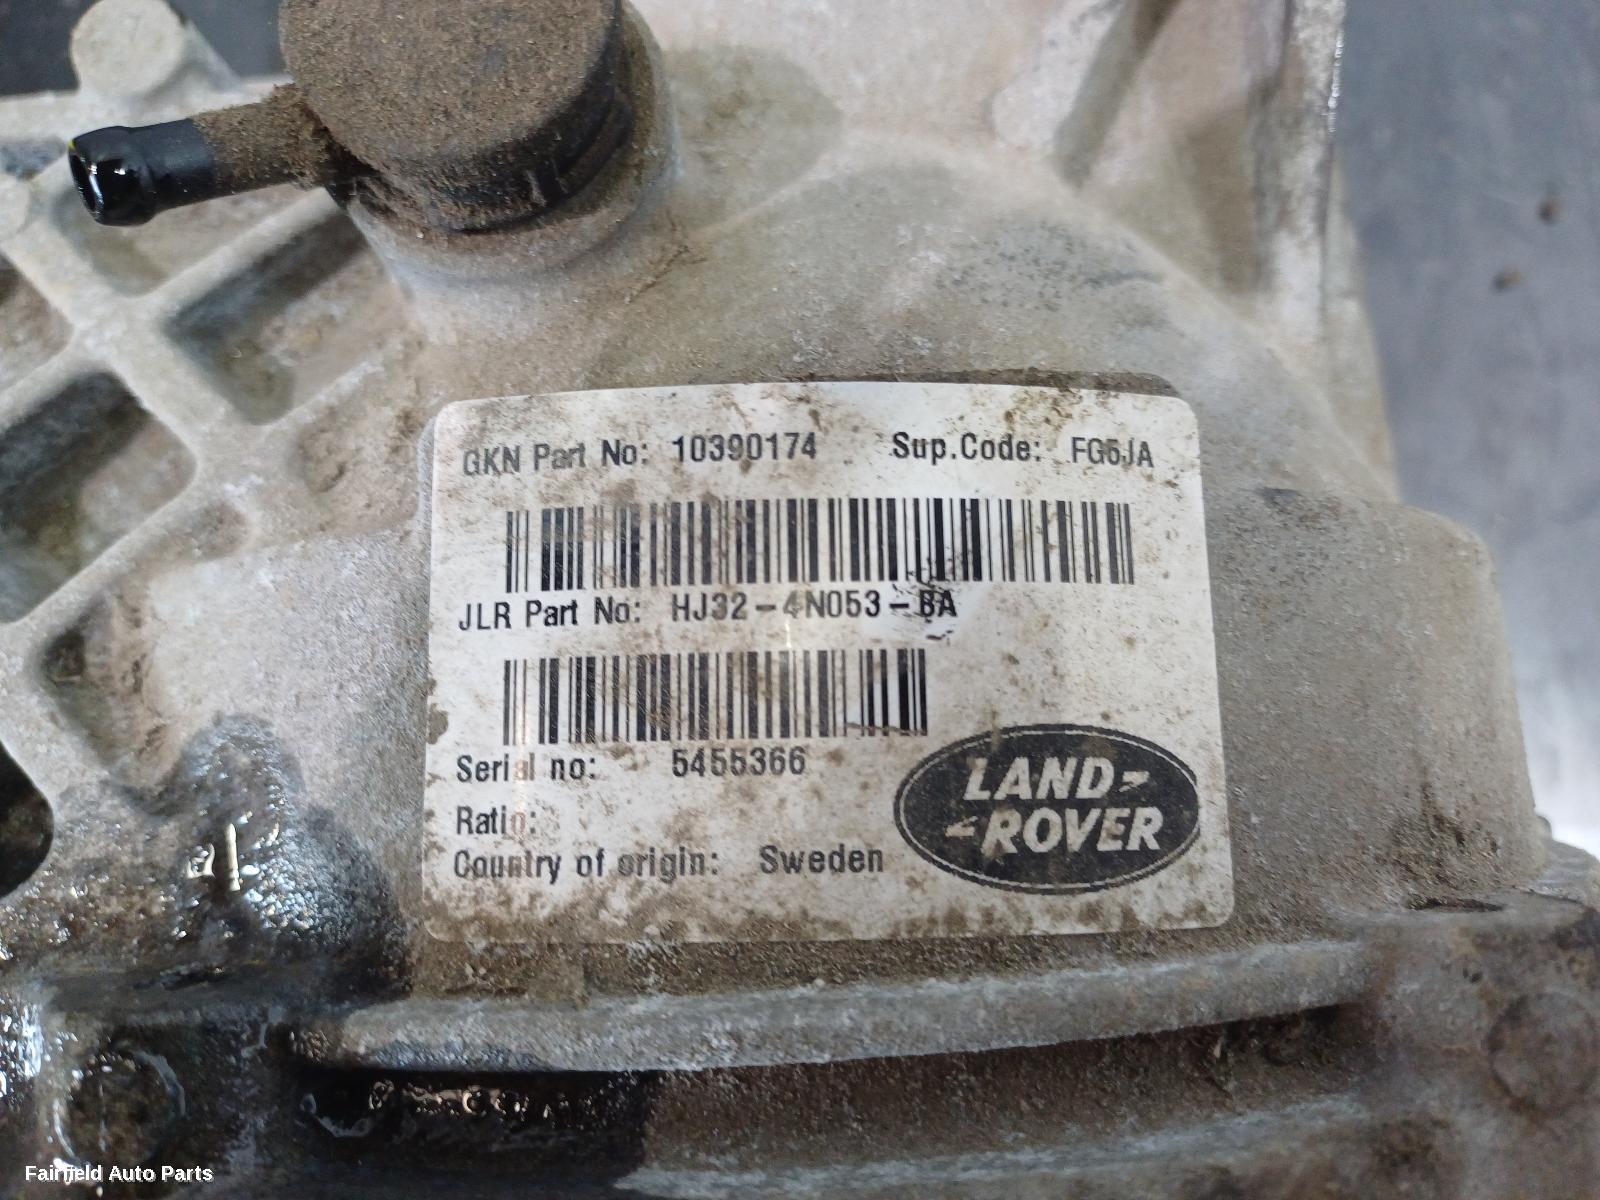 GKN Part No: 10390174 Sup.Code: FG5JA
JLR Part No: HJ32-4N053-BA
Serial no: 5455366
Ratio:
Country of origin: Sweden
LAND-
-ROVER
Fairfield Auto Parts